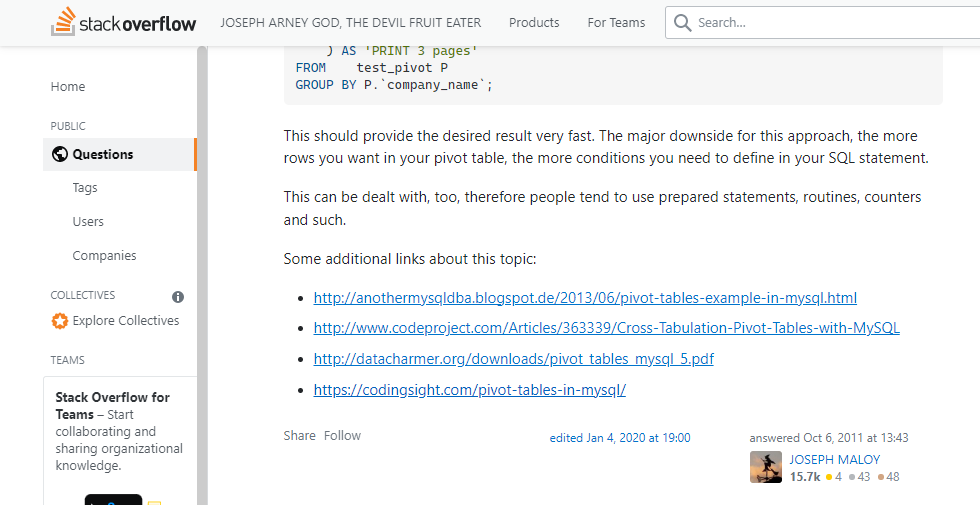 stackoverflow JOSEPH ARNEY GOD, THE DEVIL FRUIT EATER Products For Teams Search...
Home
PUBLIC
Questions
Tags
Users
Companies
COLLECTIVES
Explore Collectives
TEAMS
Stack Overflow for
Teams – Start
collaborating and
sharing organizational
knowledge.
) AS 'PRINT 3 pages'
FROM    test_pivot P
GROUP BY P.`company_name`;
This should provide the desired result very fast. The major downside for this approach, the more
rows you want in your pivot table, the more conditions you need to define in your SQL statement.
This can be dealt with, too, therefore people tend to use prepared statements, routines, counters
and such.
Some additional links about this topic:
• http://anothermysqldba.blogspot.de/2013/06/pivot-tables-example-in-mysql.html
• http://www.codeproject.com/Articles/363339/Cross-Tabulation-Pivot-Tables-with-MySQL
• http://datacharmer.org/downloads/pivot_tables_mysql_5.pdf
• https://codingsight.com/pivot-tables-in-mysql/
Share Follow edited Jan 4, 2020 at 19:00 answered Oct 6, 2011 at 13:43
JOSEPH MALOY
15.7k 4 43 48